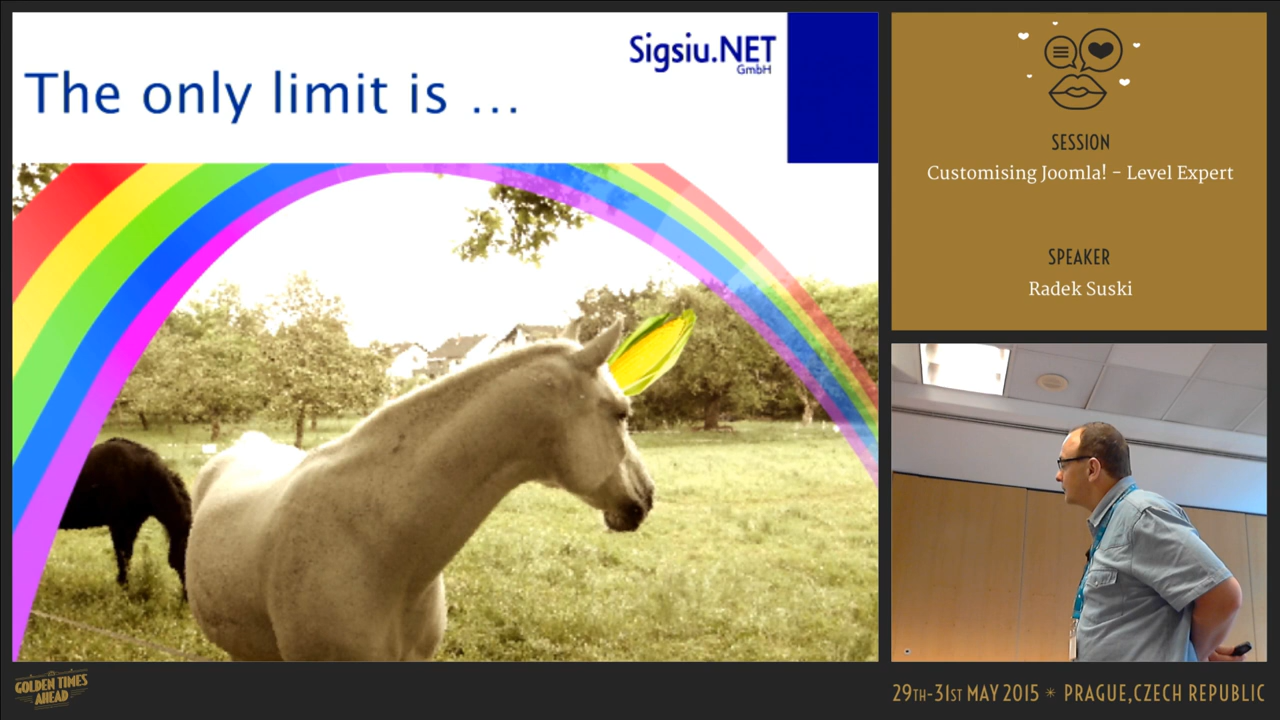 The only limit is ...
Sigsiu.NET
GmbH
SESSION
Customising Joomla! - Level Expert
SPEAKER
Radek Suski
GOLDEN TIMES
AHEAD
29TH-31ST MAY 2015 * PRAGUE,CZECH REPUBLIC